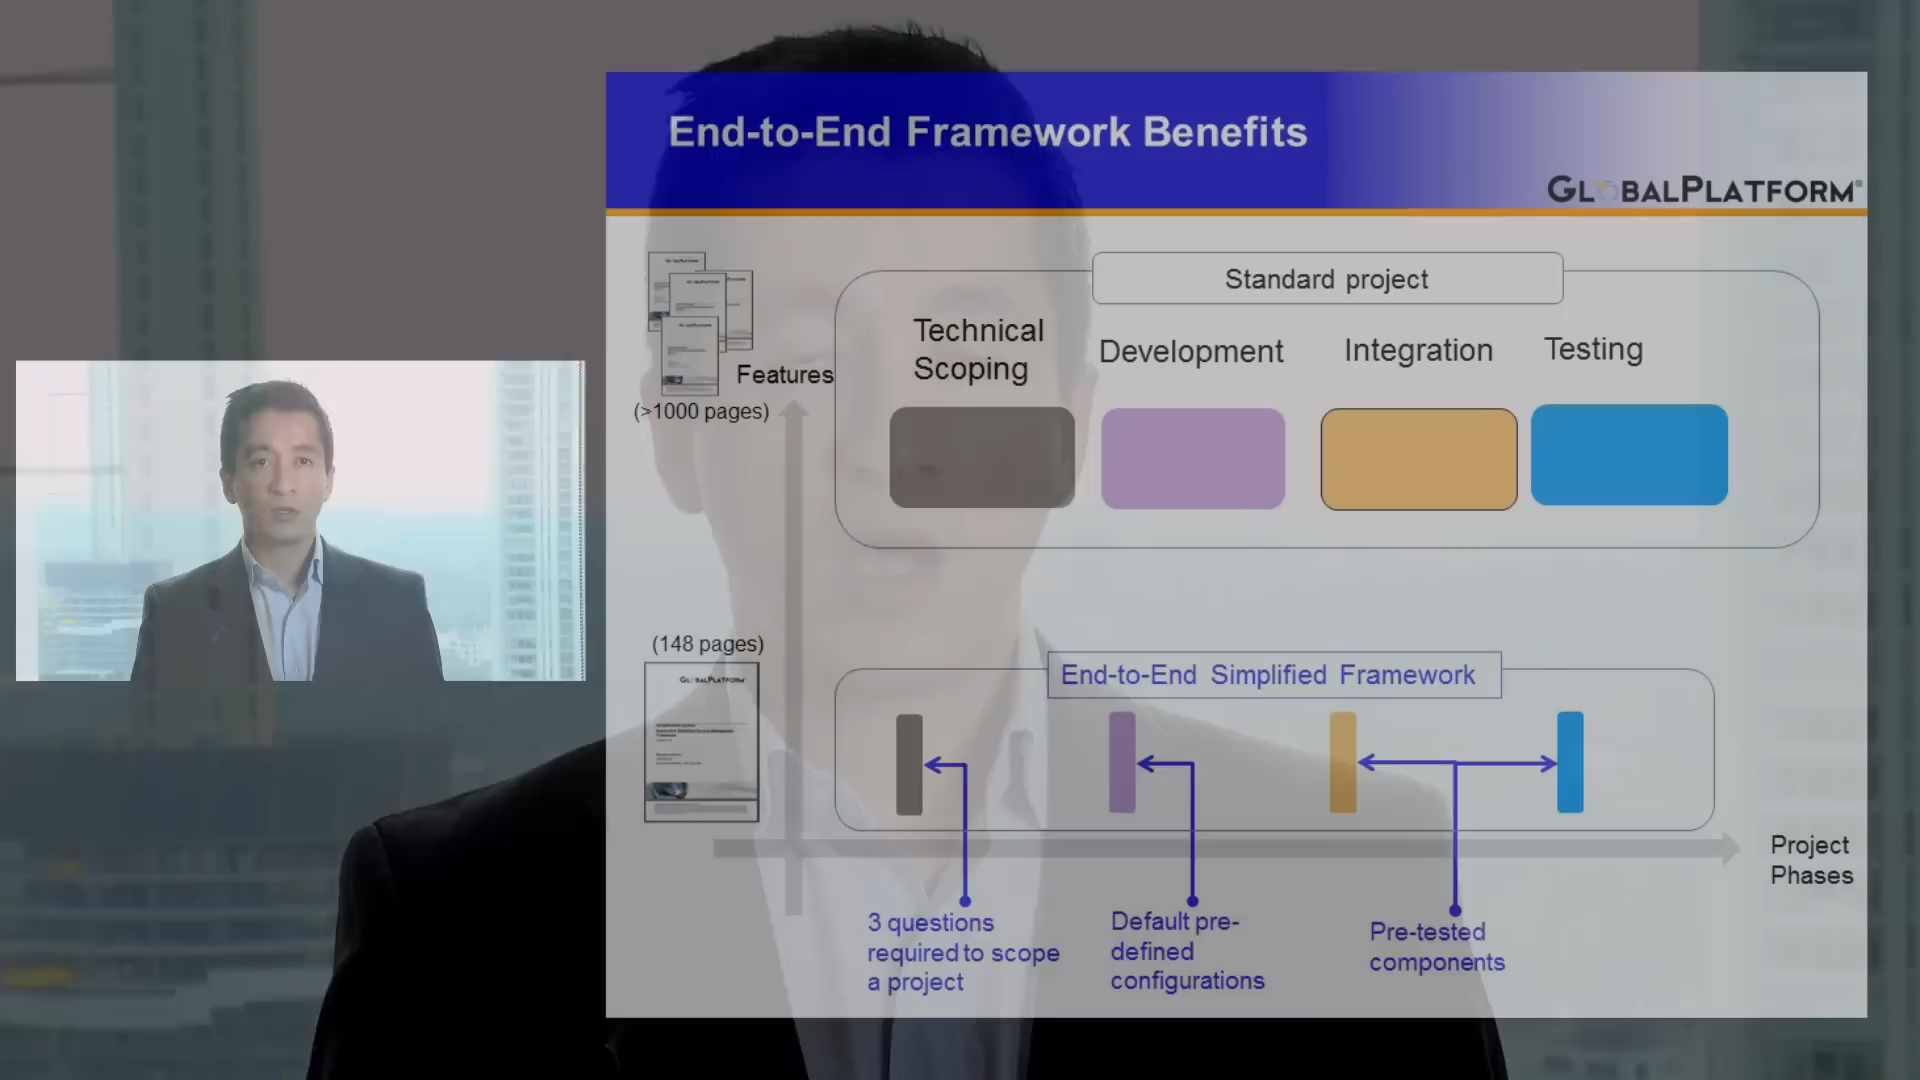 End-to-End Framework Benefits
GLOBALPLATFORM®
Standard project
Technical
Scoping
Development
Integration
Testing
Features
(>1000 pages)
(148 pages)
GLOBALPLATFORM
End-to-End Simplified Framework
Project
Phases
3 questions
required to scope
a project
Default pre-
defined
configurations
Pre-tested
components